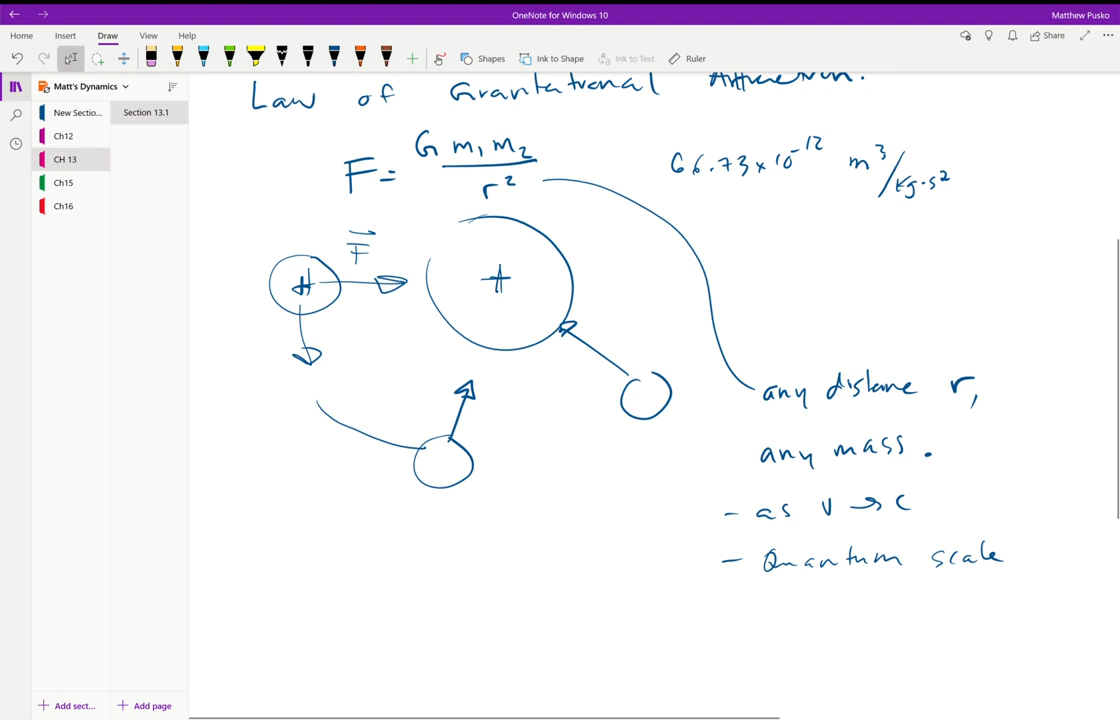 OneNote for Windows 10
Matthew Pusko
Home Insert Draw View Help
Share
Shapes
Ink to Shape
Ink to Text
Ruler
Matt's Dynamics
New Sectio...
Ch12
CH 13
Ch15
Ch16
Section 13.1
Law of Gravitational Attraction.
F = G m₁ m₂ / r²
66.73 × 10⁻¹² m³/kg·s²
F
any distance r,
any mass.
- as v → c
- Quantum scale
+ Add sect...
+ Add page